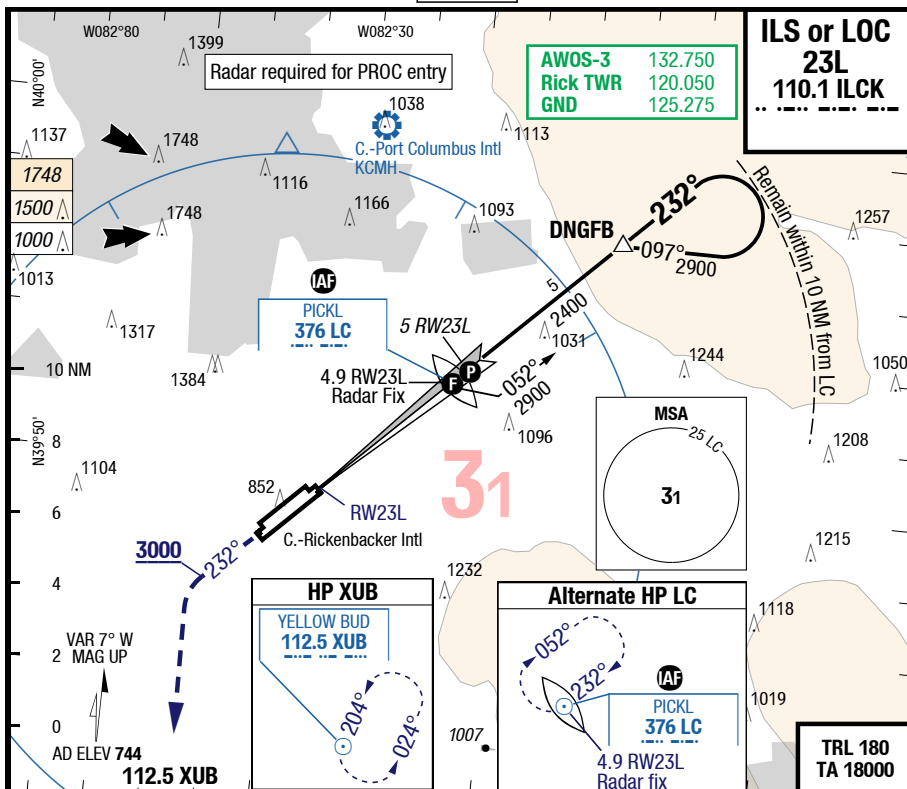 W082°80
W082°30
ILS or LOC
23L
110.1 ILCK
1399
Radar required for PROC entry
AWOS-3 132.750
Rick TWR 120.050
GND 125.275
N40°00'
1038
1113
1137
1748
C.-Port Columbus Intl
KCMH
1748
1500
1000
1116
1748
1166
1093
232°
Remain within 10 NM from LC
1257
DNGFB
097°
2900
1013
IAF
PICKL
376 LC
5
2400
1317
5 RW23L
1031
10 NM
1384
4.9 RW23L
Radar Fix
F
P
052°
2900
1244
1050
N39°50'
8
1096
MSA
25 LC
31
1208
1104
31
852
6
RW23L
C.-Rickenbacker Intl
1215
3000
232°
4
1232
HP XUB
YELLOW BUD
112.5 XUB
204°
024°
Alternate HP LC
052°
232°
IAF
PICKL
376 LC
4.9 RW23L
Radar fix
1118
VAR 7° W
MAG UP
2
1019
0
1007
AD ELEV 744
112.5 XUB
TRL 180
TA 18000